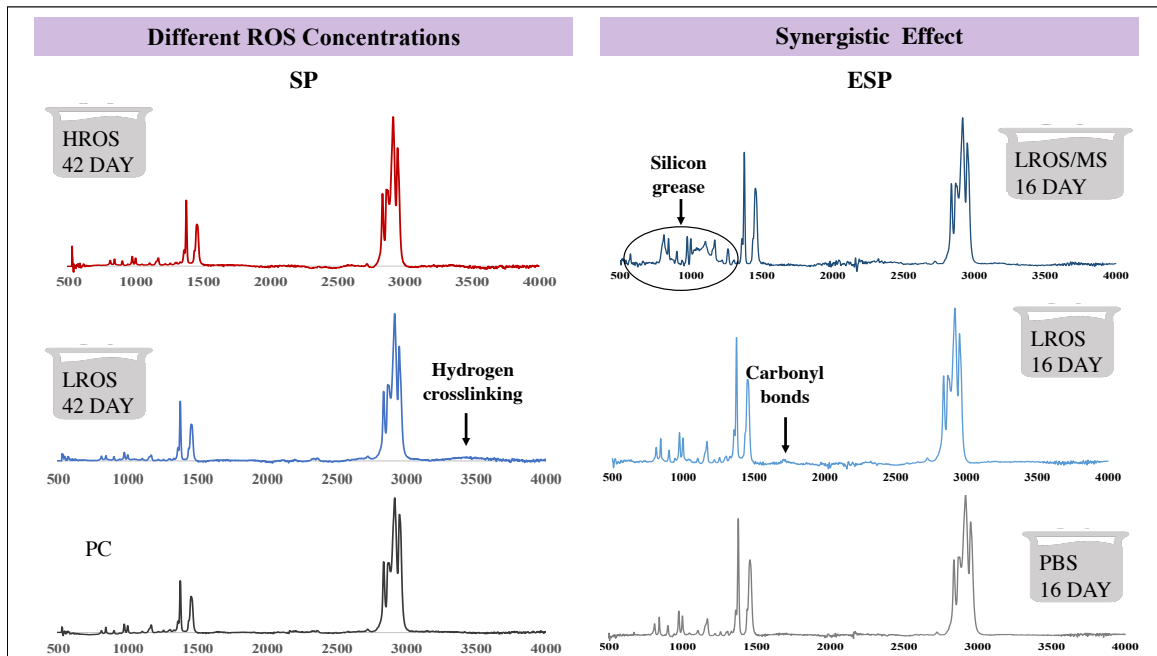 Different ROS Concentrations
SP
HROS
42 DAY
500 1000 1500 2000 2500 3000 3500 4000
LROS
42 DAY
Hydrogen
crosslinking
500 1000 1500 2000 2500 3000 3500 4000
PC
500 1000 1500 2000 2500 3000 3500 4000
Synergistic Effect
ESP
Silicon
grease
LROS/MS
16 DAY
500 1000 1500 2000 2500 3000 3500 4000
Carbonyl
bonds
LROS
16 DAY
500 1000 1500 2000 2500 3000 3500 4000
PBS
16 DAY
500 1000 1500 2000 2500 3000 3500 4000